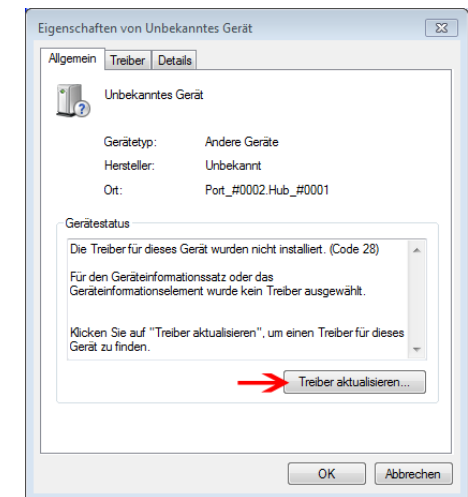 Eigenschaften von Unbekanntes Gerät
Allgemein Treiber Details
Unbekanntes Gerät
Gerätetyp: Andere Geräte
Hersteller: Unbekannt
Ort: Port_#0002.Hub_#0001
Gerätestatus
Die Treiber für dieses Gerät wurden nicht installiert. (Code 28)
Für den Geräteinformationssatz oder das
Geräteinformationselement wurde kein Treiber ausgewählt.
Klicken Sie auf "Treiber aktualisieren", um einen Treiber für dieses
Gerät zu finden.
Treiber aktualisieren...
OK Abbrechen